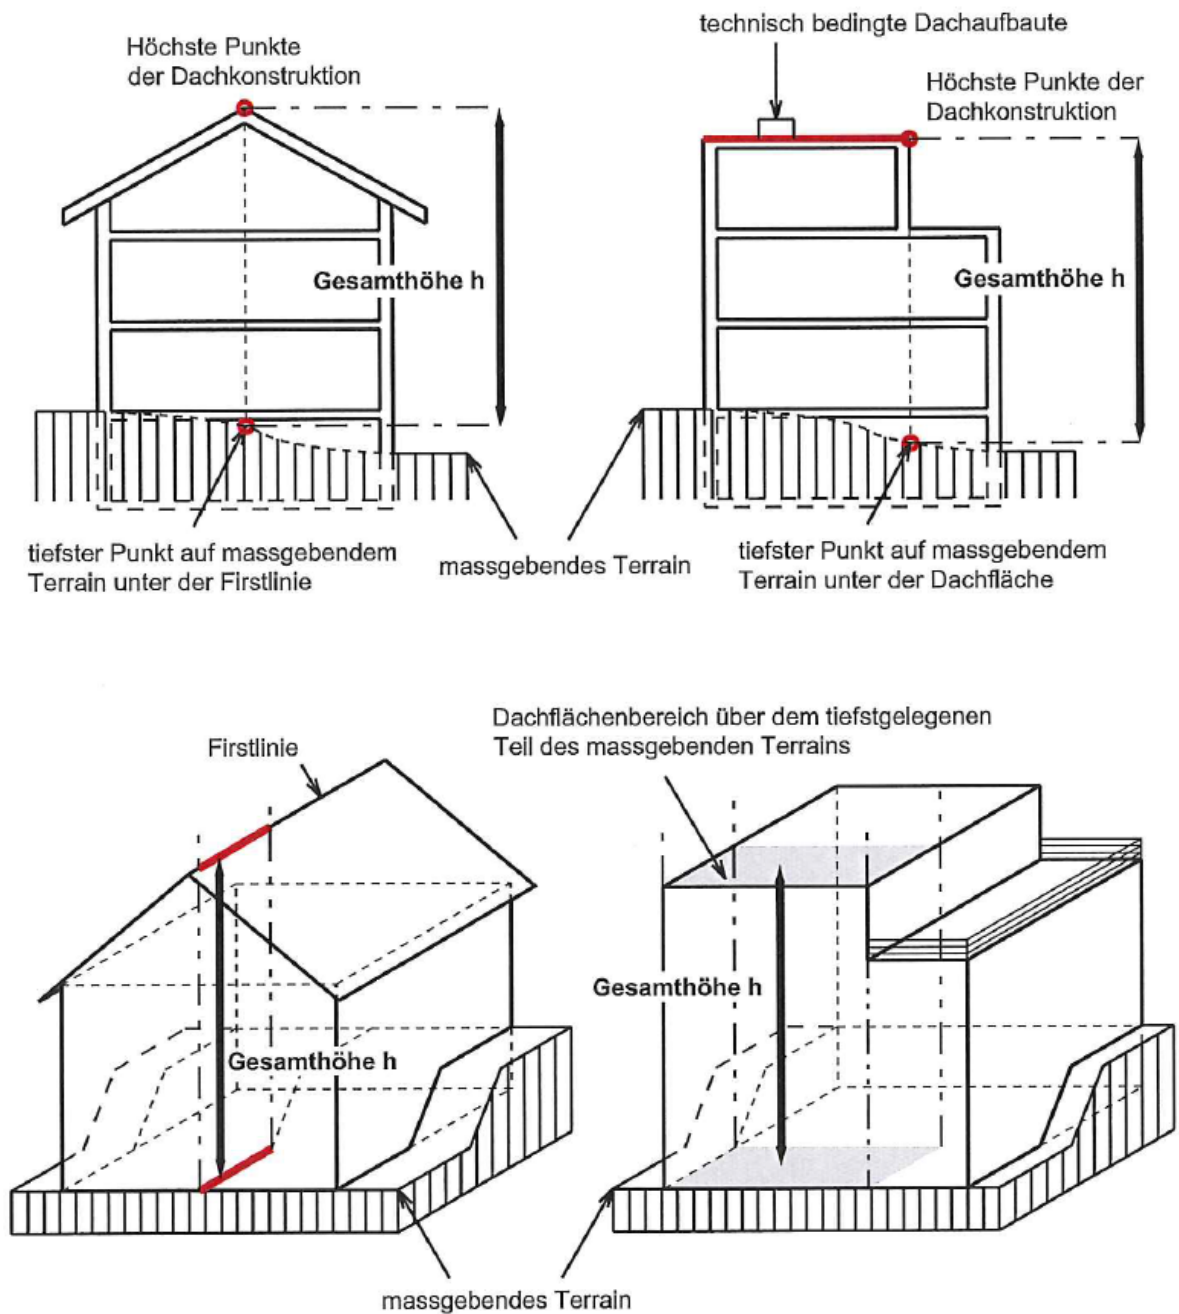 technisch bedingte Dachaufbaute
Höchste Punkte
der Dachkonstruktion
Höchste Punkte der
Dachkonstruktion
Gesamthöhe h
Gesamthöhe h
tiefster Punkt auf massgebendem
Terrain unter der Firstlinie
massgebendes Terrain
tiefster Punkt auf massgebendem
Terrain unter der Dachfläche
Dachflächenbereich über dem tiefstgelegenen
Teil des massgebenden Terrains
Firstlinie
Gesamthöhe h
Gesamthöhe h
massgebendes Terrain